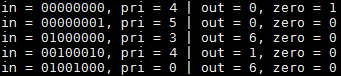 in = 00000000, pri = 4 | out = 0, zero = 1
in = 00000001, pri = 5 | out = 0, zero = 0
in = 01000000, pri = 3 | out = 6, zero = 0
in = 00100010, pri = 4 | out = 1, zero = 0
in = 01001000, pri = 0 | out = 6, zero = 0